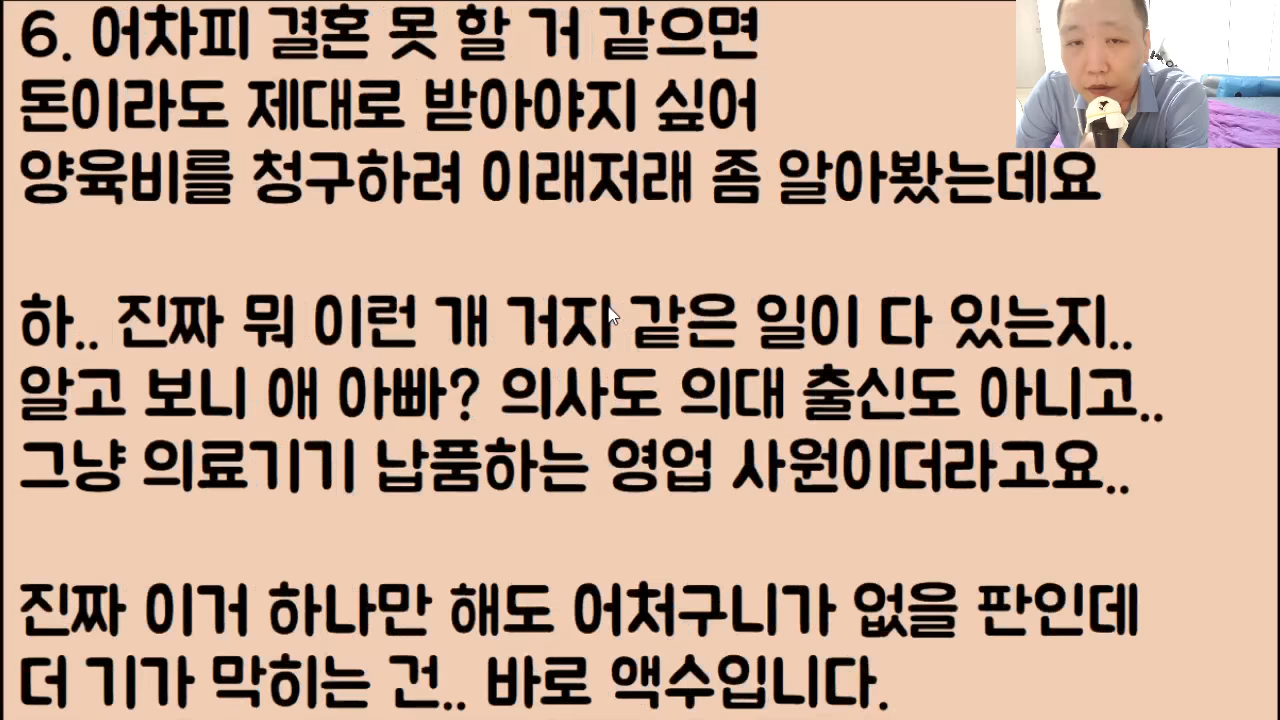 6. 어차피 결혼 못 할 거 같으면
돈이라도 제대로 받아야지 싶어
양육비를 청구하려 이래저래 좀 알아봤는데요
하.. 진짜 뭐 이런 개 거자 같은 일이 다 있는지..
알고 보니 애 아빠? 의사도 의대 출신도 아니고..
그냥 의료기기 납품하는 영업 사원이더라고요..
진짜 이거 하나만 해도 어처구니가 없을 판인데
더 기가 막히는 건.. 바로 액수입니다.